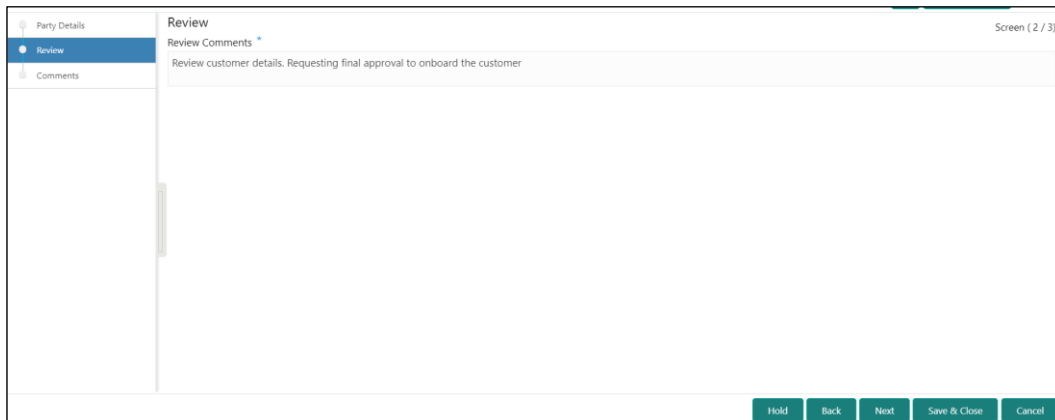 Party Details
Review
Comments
Review
Screen ( 2 / 3)
Review Comments *
Review customer details. Requesting final approval to onboard the customer
Hold
Back
Next
Save & Close
Cancel